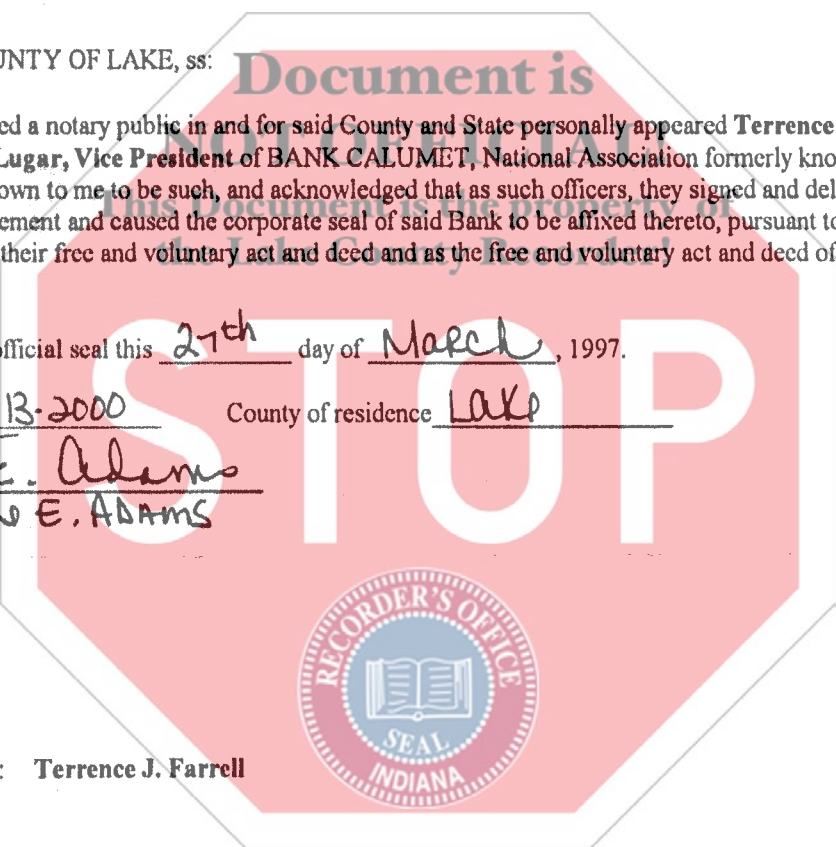 UNTY OF LAKE, ss:
Document is
NOT OFFICIAL
ed a notary public in and for said County and State personally appeared Terrence
Lugar, Vice President of BANK CALUMET, National Association formerly kno
own to me to be such, and acknowledged that as such officers, they signed and del
This Document is the property of
ement and caused the corporate seal of said Bank to be affixed thereto, pursuant to
the Lake County Recorder!
their free and voluntary act and deed and as the free and voluntary act and deed of
official seal this 27th day of March, 1997.
STOP
13-2000 County of residence Lake
E. Adams
E. ADAMS
RECORDER'S OFFICE
SEAL
INDIANA
: Terrence J. Farrell